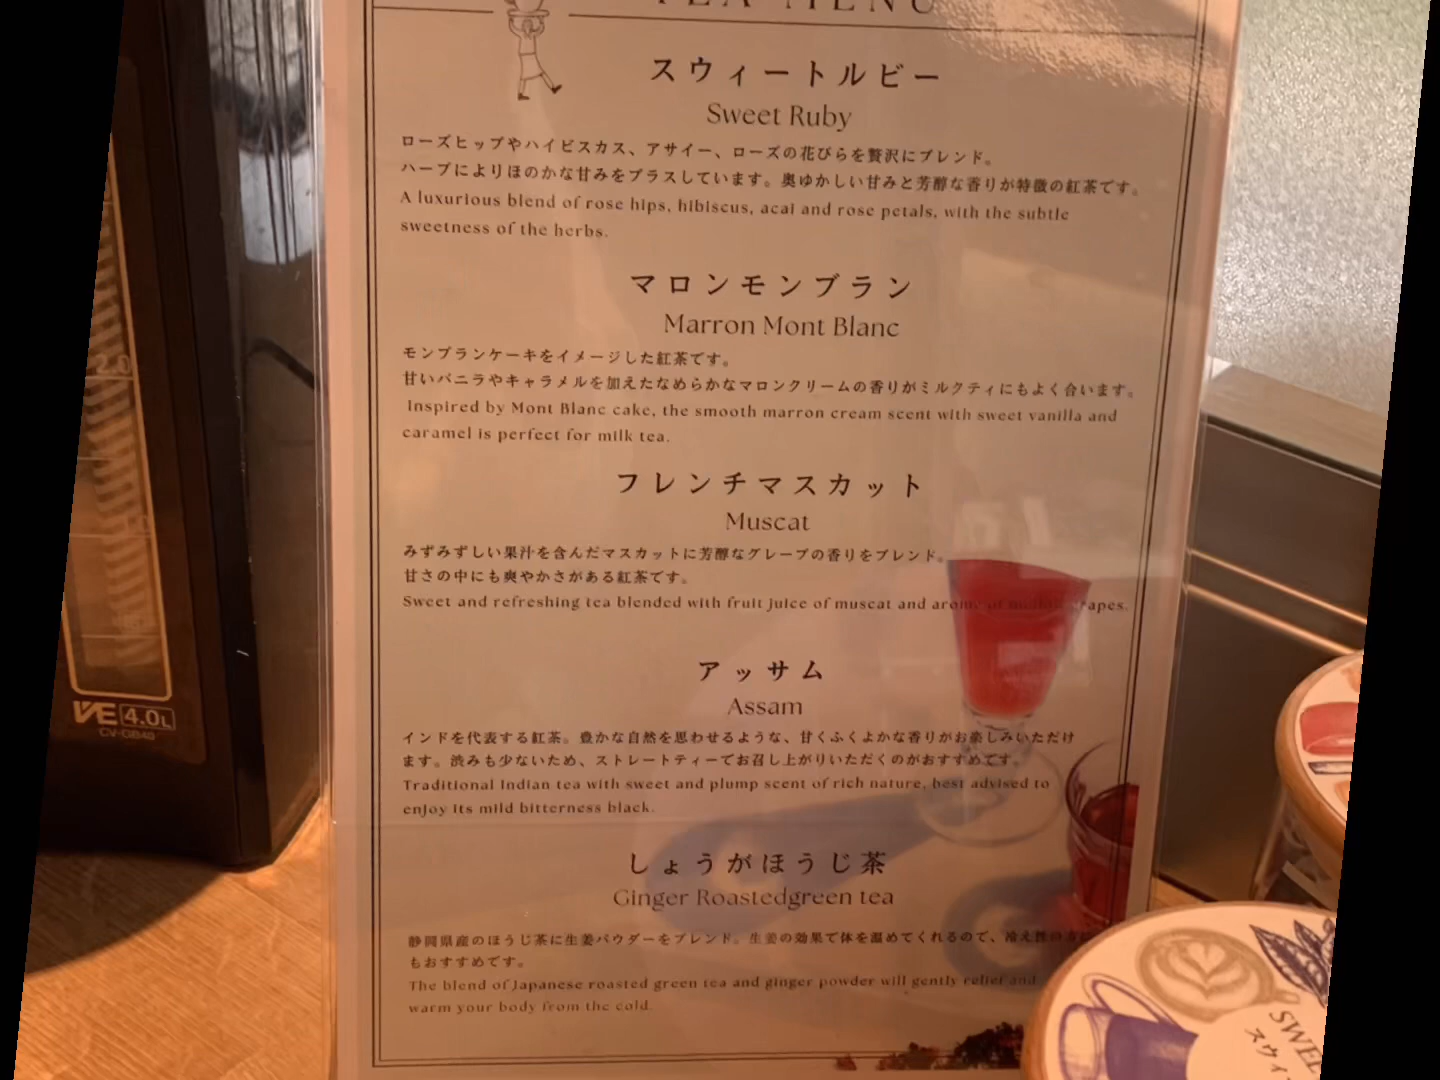 TEA MENU
スウィートルビー
Sweet Ruby
ローズヒップやハイビスカス、アサイー、ローズの花びらを贅沢にブレンド。
ハーブによりほのかな甘みをプラスしています。奥ゆかしい甘みと芳醇な香りが特徴の紅茶です。
A luxurious blend of rose hips, hibiscus, acai and rose petals, with the subtle
sweetness of the herbs.
マロンモンブラン
Marron Mont Blanc
モンブランケーキをイメージした紅茶です。
甘いバニラやキャラメルを加えたなめらかなマロンクリームの香りがミルクティにもよく合います。
Inspired by Mont Blanc cake, the smooth marron cream scent with sweet vanilla and
caramel is perfect for milk tea.
フレンチマスカット
Muscat
みずみずしい果汁を含んだマスカットに芳醇なグレープの香りをブレンド。
甘さの中にも爽やかさがある紅茶です。
Sweet and refreshing tea blended with fruit juice of muscat and aroma of grapes.
アッサム
Assam
インドを代表する紅茶。豊かな自然を思わせるような、甘くふくよかな香りがお楽しみいただけ
ます。渋みも少ないため、ストレートティーでお召し上がりいただくのがおすすめです。
Traditional Indian tea with sweet and plump scent of rich nature, best advised to
enjoy its mild bitterness black.
しょうがほうじ茶
Ginger Roastedgreen tea
静岡県産のほうじ茶に生姜パウダーをブレンド。生姜の効果で体を温めてくれるので、冷え性の方に
もおすすめです。
The blend of Japanese roasted green tea and ginger powder will gently relief and
warm your body from the cold.
VE 4.0L
CV-GB40
SWEE
スウィ